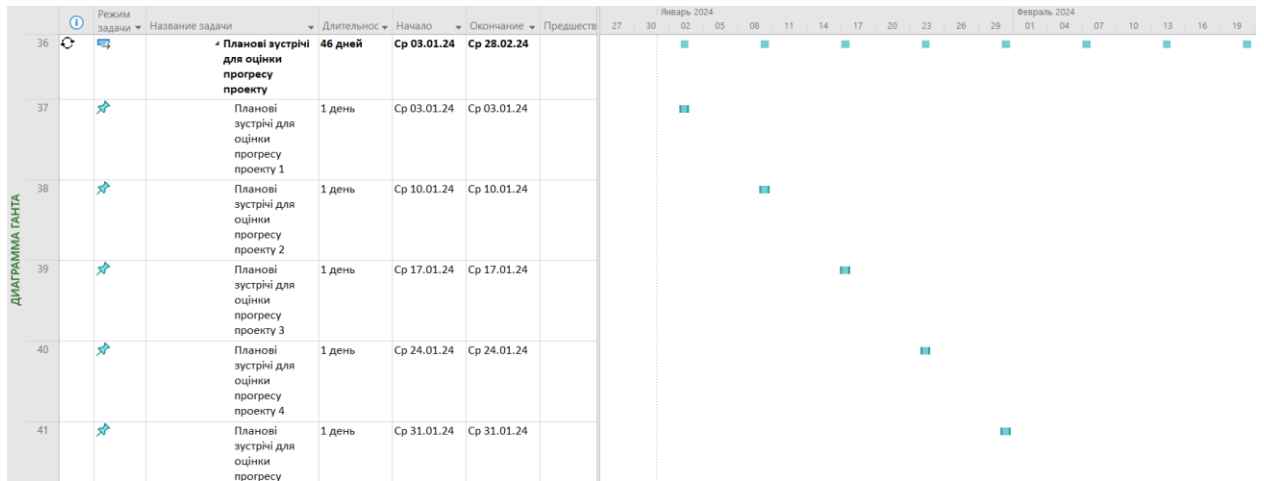 Январь 2024 Февраль 2024
Режим задачи Название задачи Длительнос Начало Окончание Предшеств 27 30 02 05 08 11 14 17 20 23 26 29 01 04 07 10 13 16 19
36 Планові зустрічі 46 дней Ср 03.01.24 Ср 28.02.24
для оцінки
прогресу
проекту
37 Планові 1 день Ср 03.01.24 Ср 03.01.24
зустрічі для
оцінки
прогресу
проекту 1
38 Планові 1 день Ср 10.01.24 Ср 10.01.24
зустрічі для
оцінки
прогресу
проекту 2
39 Планові 1 день Ср 17.01.24 Ср 17.01.24
зустрічі для
оцінки
прогресу
проекту 3
40 Планові 1 день Ср 24.01.24 Ср 24.01.24
зустрічі для
оцінки
прогресу
проекту 4
41 Планові 1 день Ср 31.01.24 Ср 31.01.24
зустрічі для
оцінки
прогресу
ДИАГРАММА ГАНТА